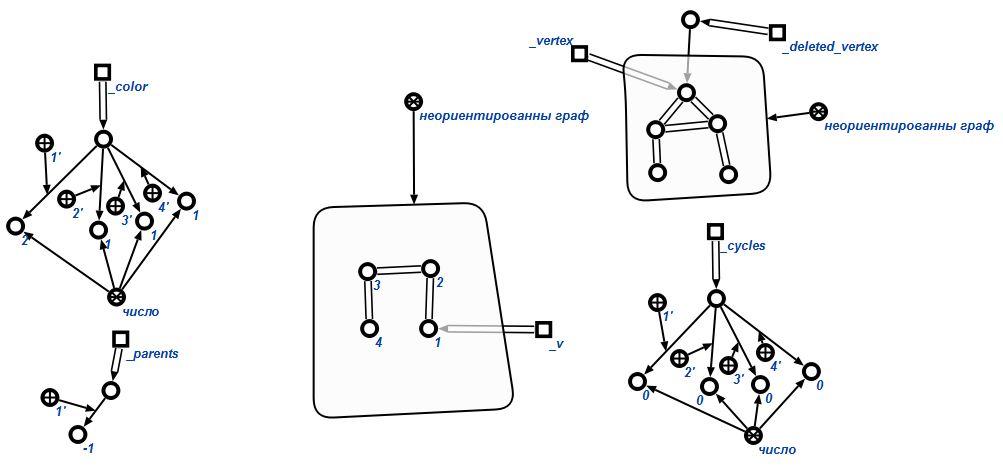 _vertex
_deleted_vertex
_color
неориентированны граф
неориентированны граф
1'
2'
3'
4'
1
2
1
1
число
_cycles
3
2
4
1
_v
1'
2'
3'
4'
0
0
0
0
число
_parents
1'
-1